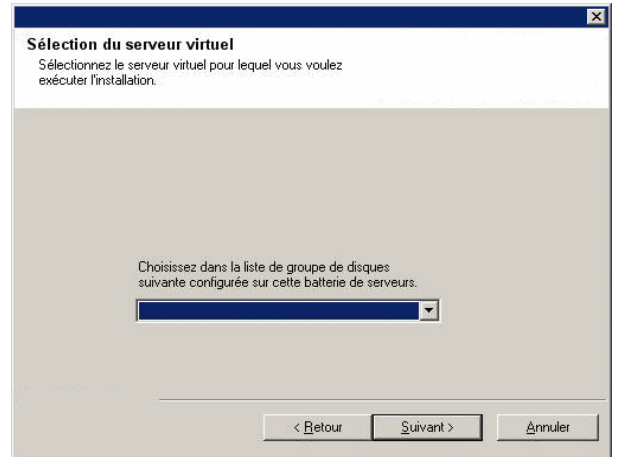 Sélection du serveur virtuel
Sélectionnez le serveur virtuel pour lequel vous voulez
exécuter l'installation.
Choisissez dans la liste de groupe de disques
suivante configurée sur cette batterie de serveurs.
< Retour
Suivant >
Annuler